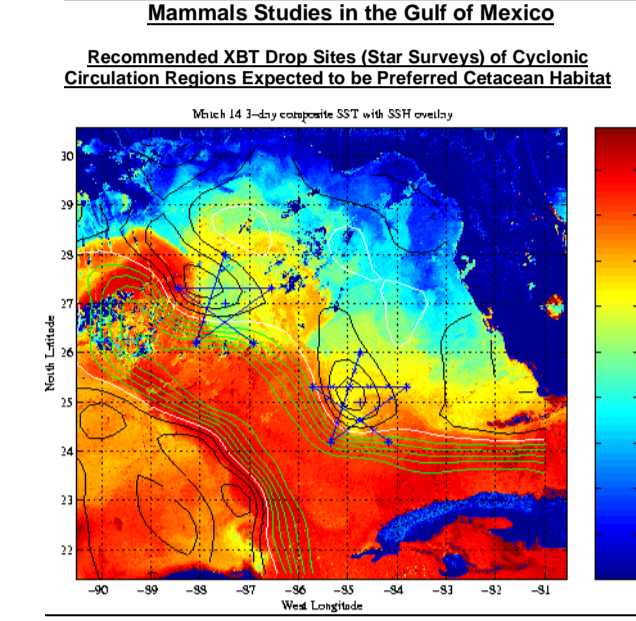 Mammals Studies in the Gulf of Mexico
Recommended XBT Drop Sites (Star Surveys) of Cyclonic
Circulation Regions Expected to be Preferred Cetacean Habitat
March 14 3-day composite SST with SSH overlay
30
29
28
27
26
25
24
23
22
North Latitude
-90 -89 -88 -87 -86 -85 -84 -83 -82 -81
West Longitude